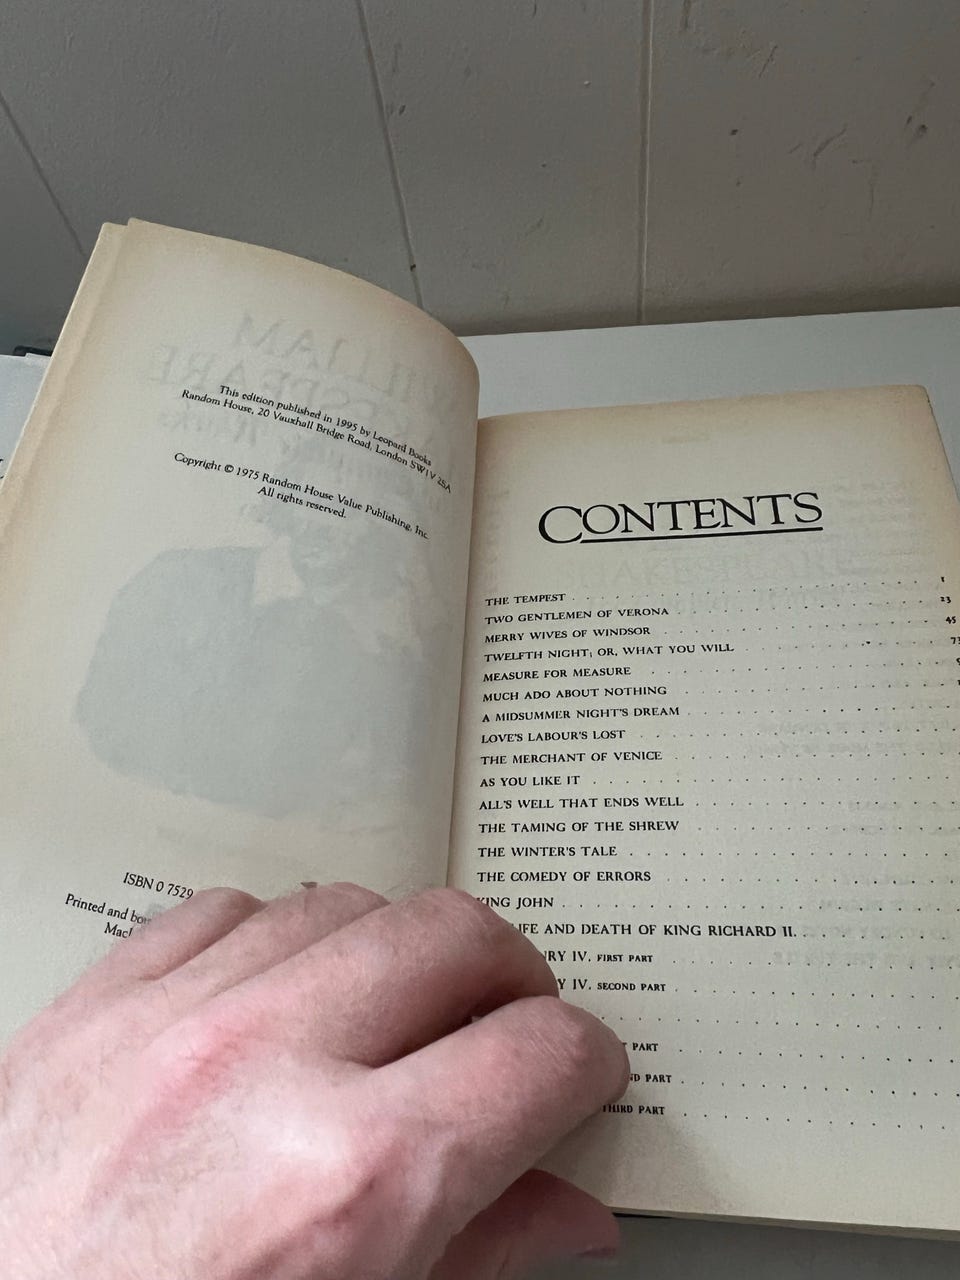 This edition published in 1995 by Leopard Books
Random House, 20 Vauxhall Bridge Road, London SW1V 2SA
Copyright © 1975 Random House Value Publishing, Inc.
All rights reserved.
ISBN 0 7529
Printed and
CONTENTS
THE TEMPEST . . . . . . . . . . . . . . . . . 1
TWO GENTLEMEN OF VERONA . . . . . . . . . . . . 23
MERRY WIVES OF WINDSOR . . . . . . . . . . . . . 45
TWELFTH NIGHT; OR, WHAT YOU WILL . . . . . . . . .
MEASURE FOR MEASURE . . . . . . . . . . . . .
MUCH ADO ABOUT NOTHING . . . . . . . . . . . .
A MIDSUMMER NIGHT'S DREAM . . . . . . . . . . .
LOVE'S LABOUR'S LOST . . . . . . . . . . . . .
THE MERCHANT OF VENICE . . . . . . . . . . . .
AS YOU LIKE IT . . . . . . . . . . . . . . .
ALL'S WELL THAT ENDS WELL . . . . . . . . . . .
THE TAMING OF THE SHREW . . . . . . . . . . .
THE WINTER'S TALE . . . . . . . . . . . . . .
THE COMEDY OF ERRORS . . . . . . . . . . . .
KING JOHN . . . . . . . . . . . . . . . .
LIFE AND DEATH OF KING RICHARD II. . . . . . . .
IV. FIRST PART . . . . . . . . . . . .
IV. SECOND PART . . . . . . . . . . . .
PART . . . . . . . . . . . .
PART . . . . . . . . . . . .
THIRD PART . . . . . . . . . . . .